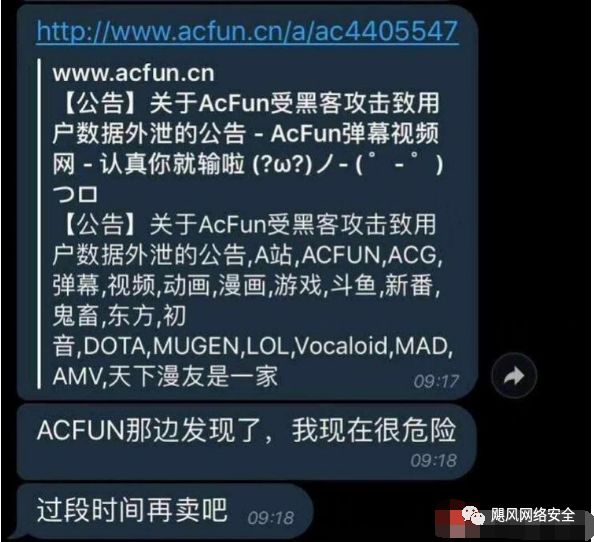 http://www.acfun.cn/a/ac4405547
www.acfun.cn
【公告】关于AcFun受黑客攻击致用
户数据外泄的公告 - AcFun弹幕视频
网 - 认真你就输啦 (?ω?)ノ- ( ゜- ゜)
つロ
【公告】关于AcFun受黑客攻击致用
户数据外泄的公告,A站,ACFUN,ACG,
弹幕,视频,动画,漫画,游戏,斗鱼,新番,
鬼畜,东方,初
音,DOTA,MUGEN,LOL,Vocaloid,MAD,
AMV,天下漫友是一家
09:17
ACFUN那边发现了，我现在很危险
09:18
过段时间再卖吧 09:18
飓风网络安全